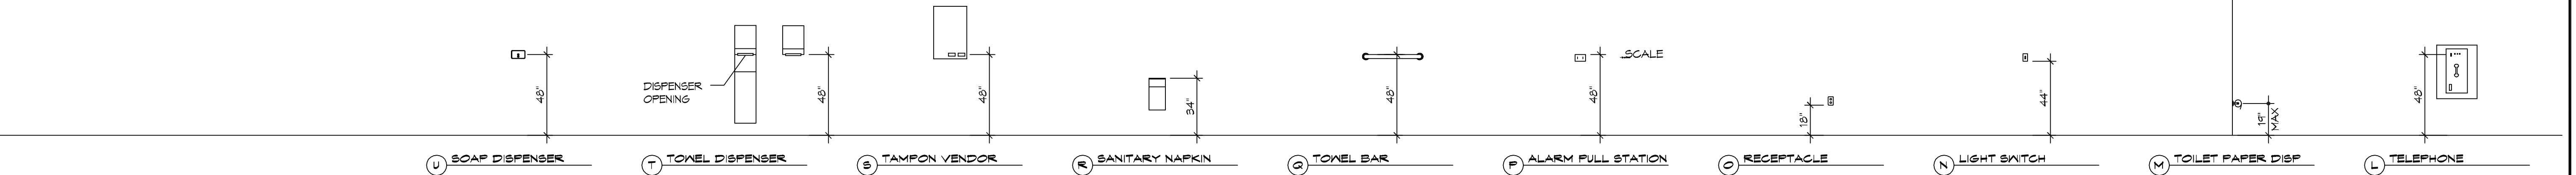 48"
DISPENSER
OPENING
48"
48"
34"
48"
48"
SCALE
18"
44"
19"
MAX
48"
U SOAP DISPENSER
T TOWEL DISPENSER
S TAMPON VENDOR
R SANITARY NAPKIN
Q TOWEL BAR
P ALARM PULL STATION
O RECEPTACLE
N LIGHT SWITCH
M TOILET PAPER DISP
L TELEPHONE